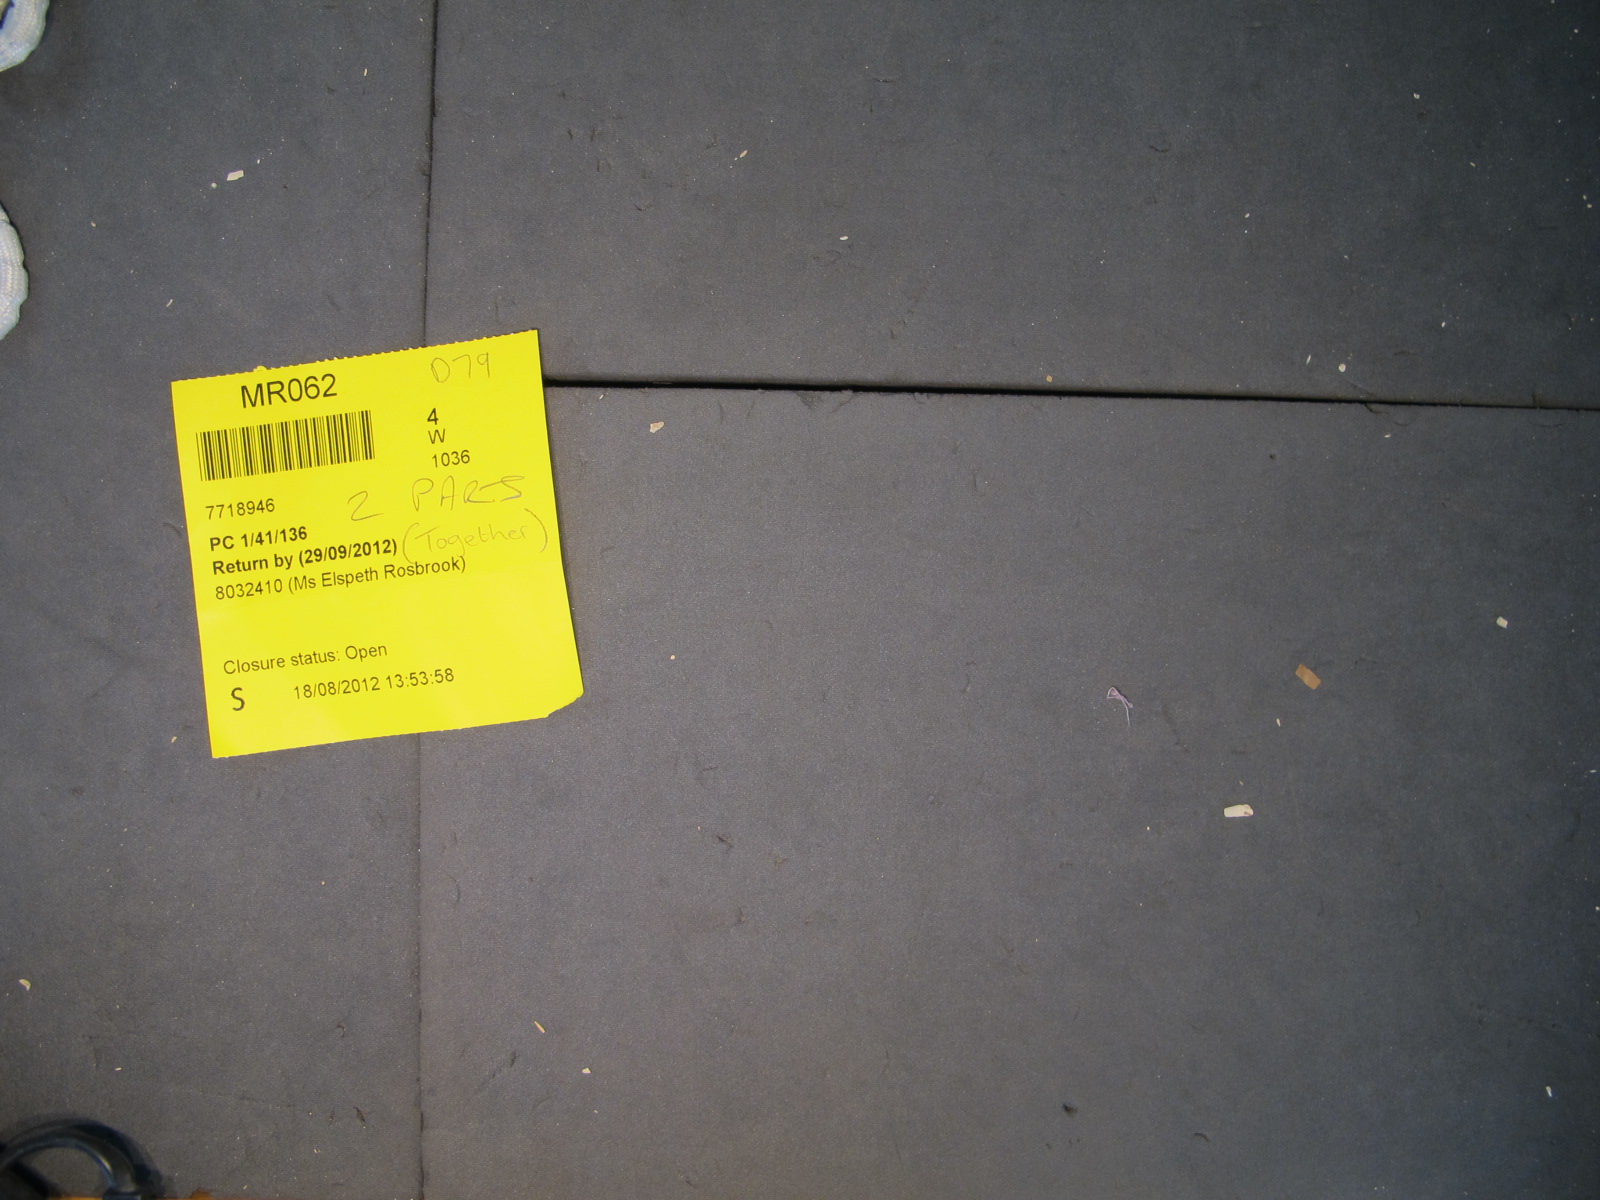 MR062 D79
4
W
1036
7718946 2 PARTS
PC 1/41/136
Return by (29/09/2012) (Together)
8032410 (Ms Elspeth Rosbrook)
Closure status: Open
S 18/08/2012 13:53:58